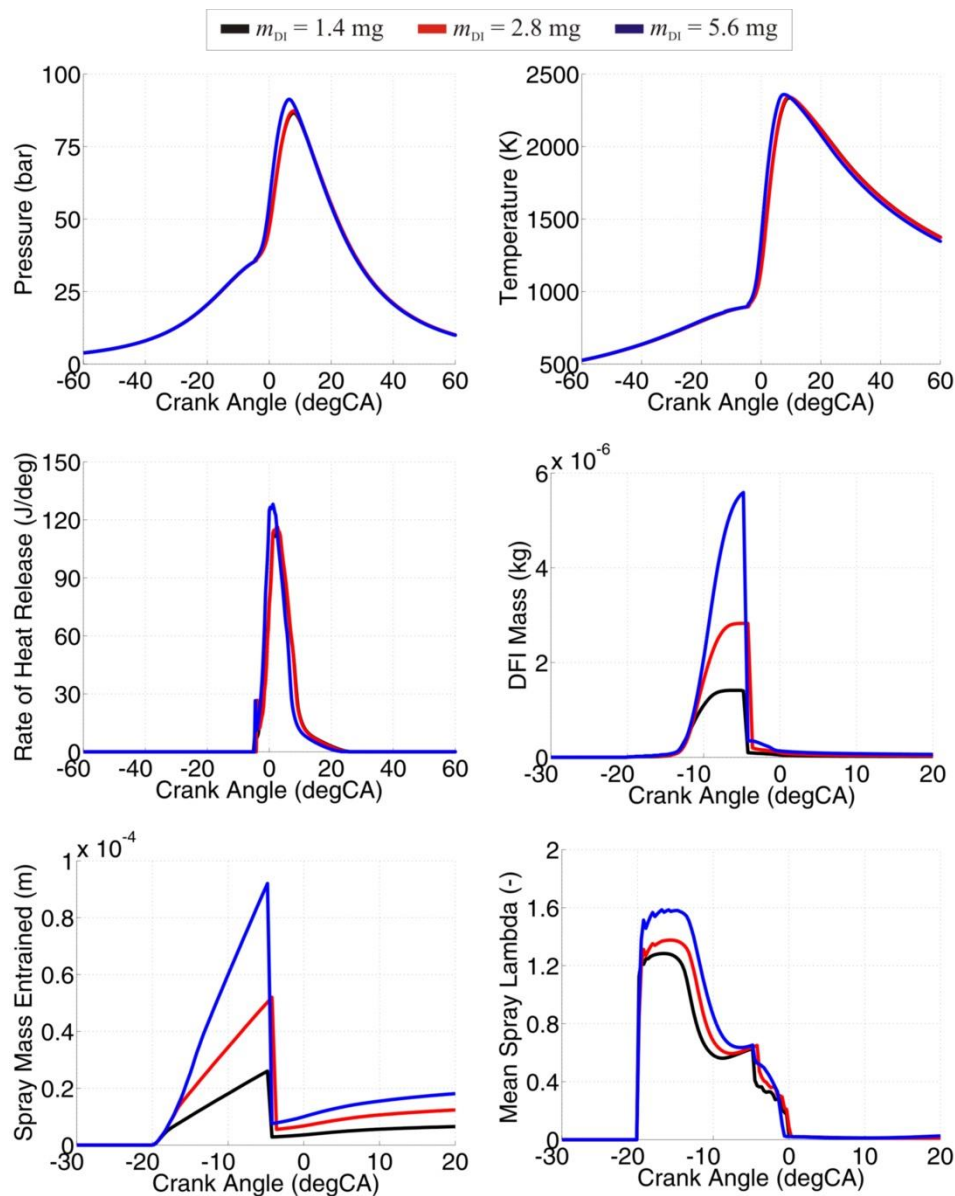 m_DI = 1.4 mg m_DI = 2.8 mg m_DI = 5.6 mg
100
75
50
25
0
Pressure (bar)
-60 -40 -20 0 20 40 60
Crank Angle (degCA)
2500
2000
1500
1000
500
Temperature (K)
-60 -40 -20 0 20 40 60
Crank Angle (degCA)
150
120
90
60
30
0
Rate of Heat Release (J/deg)
-60 -40 -20 0 20 40 60
Crank Angle (degCA)
x 10^-6
6
4
2
0
DFI Mass (kg)
-30 -20 -10 0 10 20
Crank Angle (degCA)
x 10^-4
1
0.8
0.6
0.4
0.2
0
Spray Mass Entrained (m)
-30 -20 -10 0 10 20
Crank Angle (degCA)
2
1.6
1.2
0.8
0.4
0
Mean Spray Lambda (-)
-30 -20 -10 0 10 20
Crank Angle (degCA)